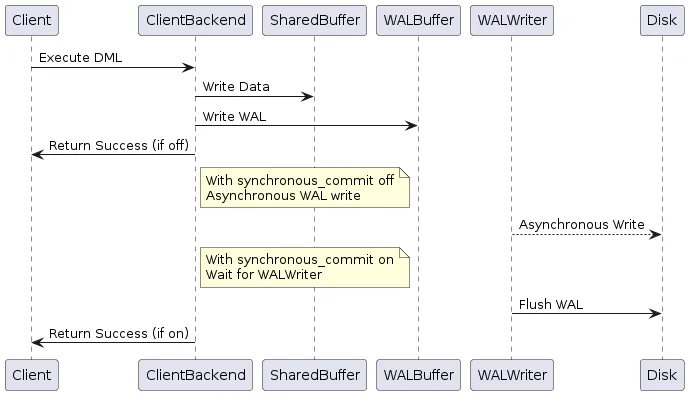 Client ClientBackend SharedBuffer WALBuffer WALWriter Disk
Execute DML
Write Data
Write WAL
Return Success (if off)
With synchronous_commit off
Asynchronous WAL write
Asynchronous Write
With synchronous_commit on
Wait for WALWriter
Flush WAL
Return Success (if on)
Client ClientBackend SharedBuffer WALBuffer WALWriter Disk